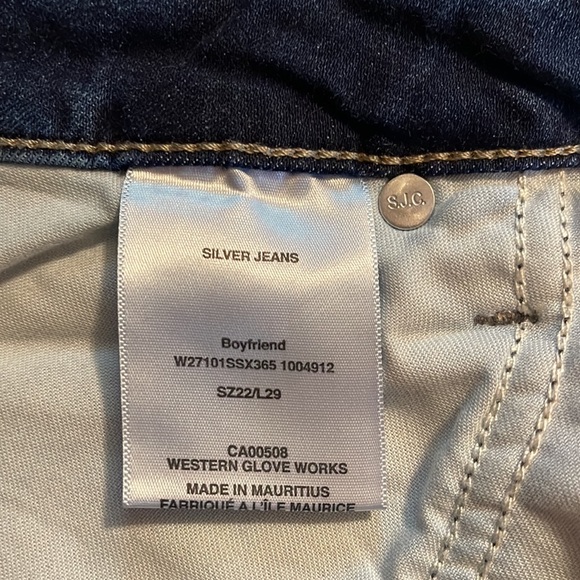 S.J.C.
SILVER JEANS
Boyfriend
W27101SSX365 1004912
SZ22/L29
CA00508
WESTERN GLOVE WORKS
MADE IN MAURITIUS
FABRIQUÉ A L'ÎLE MAURICE